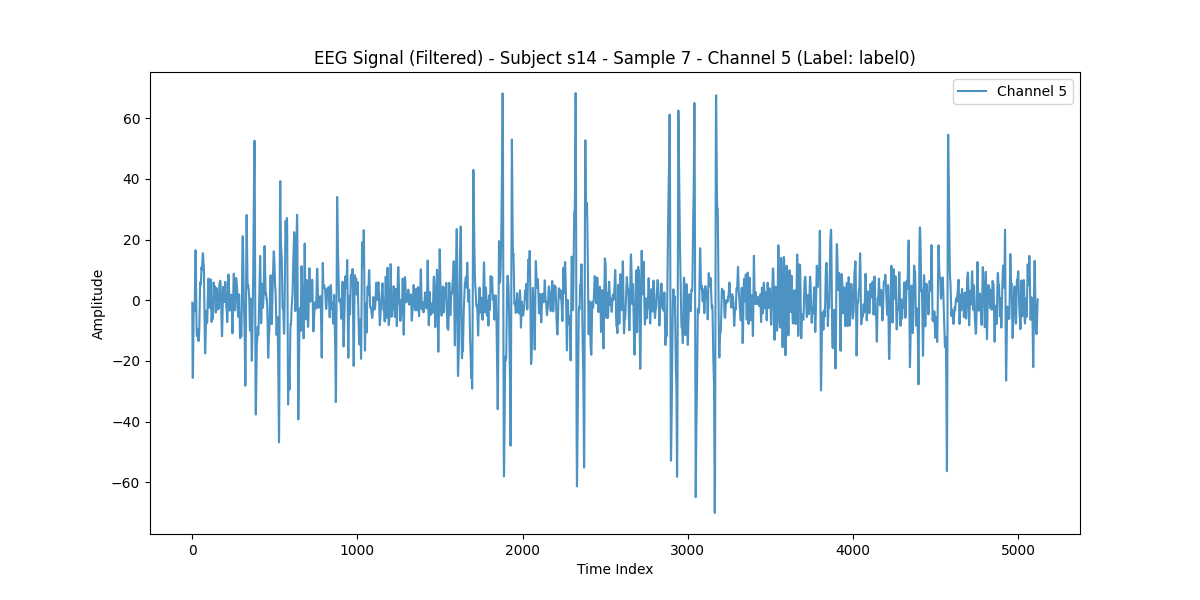 EEG Signal (Filtered) - Subject s14 - Sample 7 - Channel 5 (Label: label0)
Channel 5
60
40
20
0
−20
−40
−60
Amplitude
0 1000 2000 3000 4000 5000
Time Index